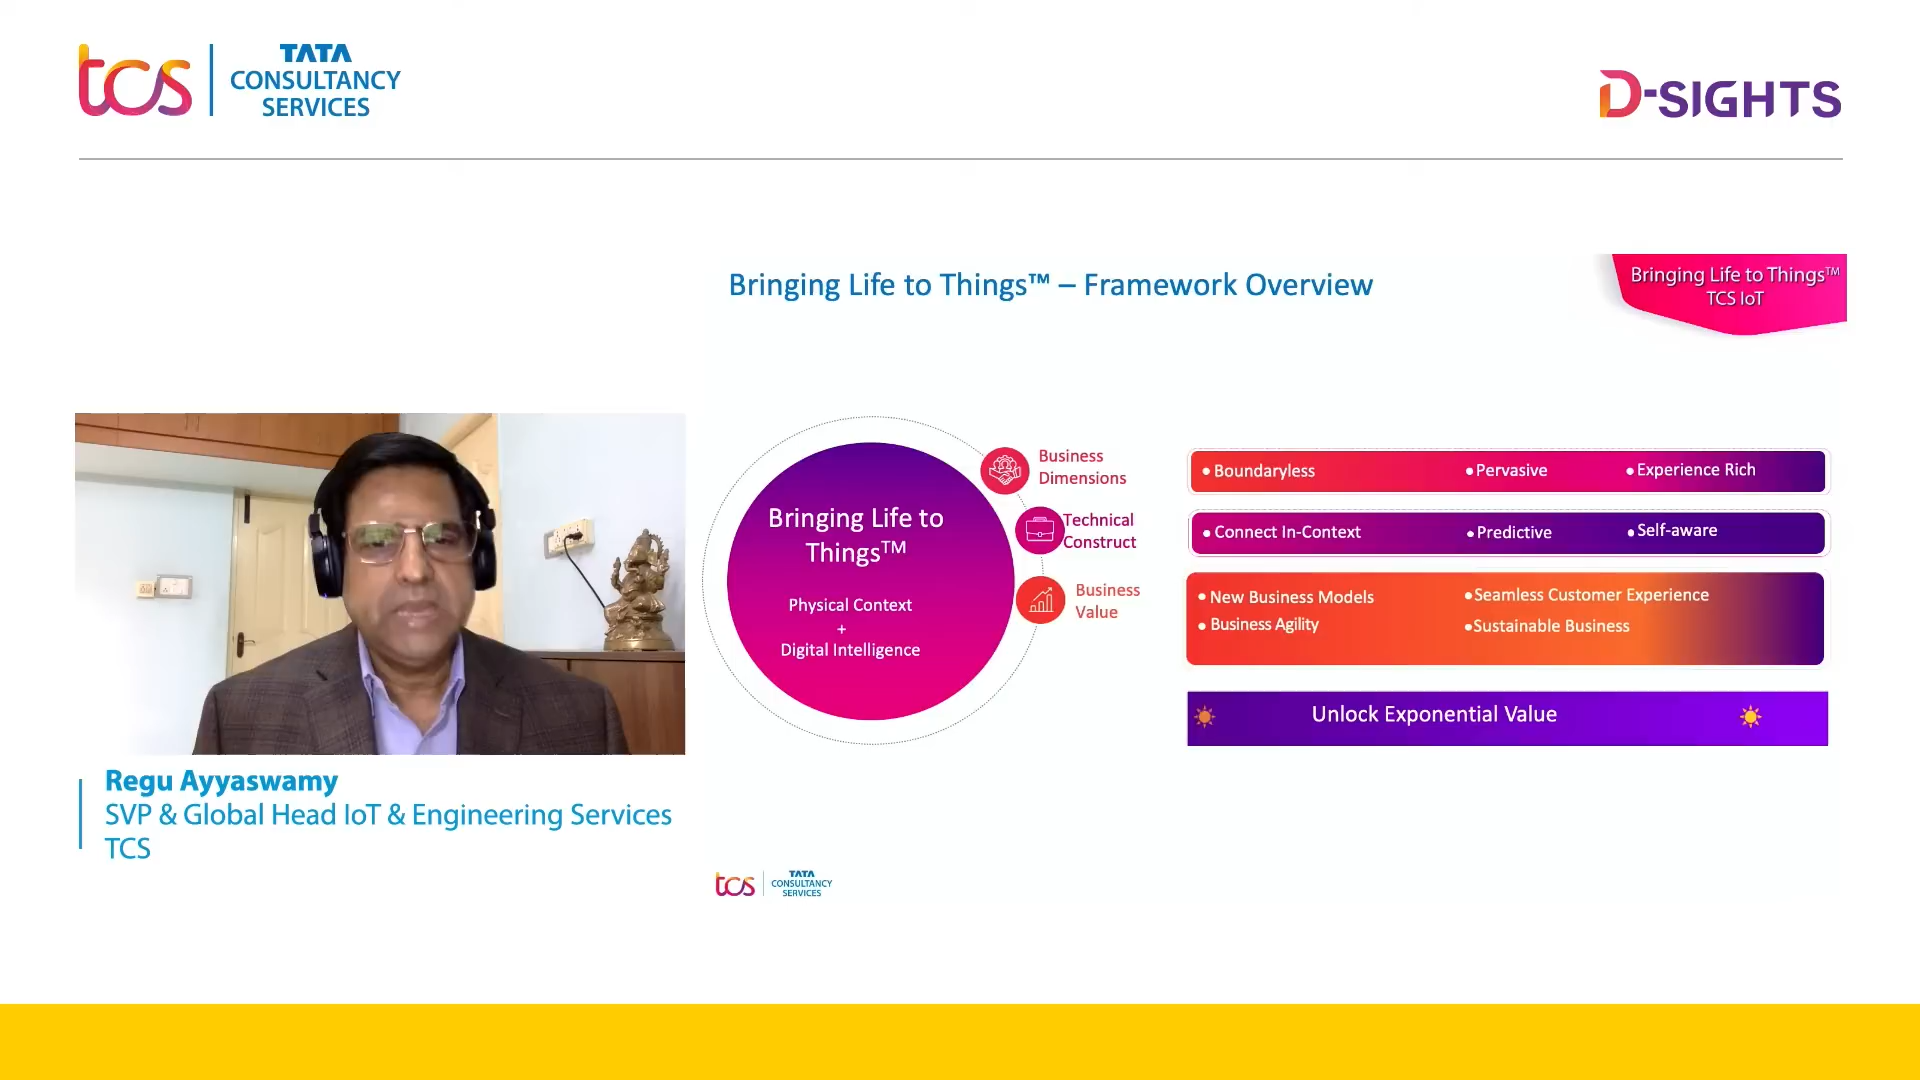 tcs
TATA
CONSULTANCY
SERVICES
D-SIGHTS
Bringing Life to Things™ – Framework Overview
Bringing Life to Things™
TCS IoT
Bringing Life to
Things™
Physical Context
+
Digital Intelligence
Business
Dimensions
Technical
Construct
Business
Value
• Boundaryless
• Pervasive
• Experience Rich
• Connect In-Context
• Predictive
• Self-aware
• New Business Models
• Business Agility
•Seamless Customer Experience
•Sustainable Business
Unlock Exponential Value
Regu Ayyaswamy
SVP & Global Head IoT & Engineering Services
TCS
tcs
TATA
CONSULTANCY
SERVICES